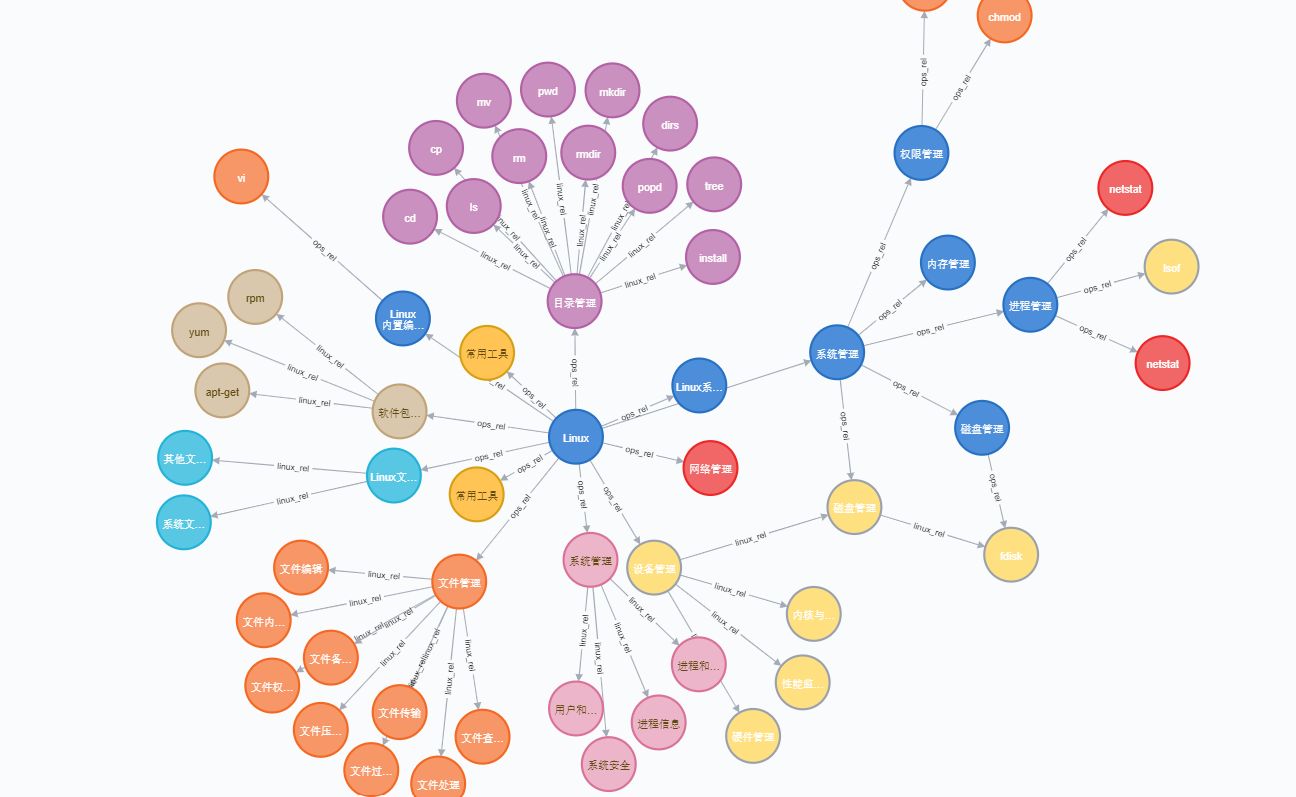 chmod
ops_rel
ops_rel
pwd
mkdir
mv
dirs
cp
rm
rmdir
权限管理
vi
popd
tree
netstat
ls
cd
linux_rel
linux_rel
linux_rel
linux_rel
linux_rel
linux_rel
linux_rel
linux_rel
linux_rel
linux_rel
linux_rel
ops_rel
ops_rel
ops_rel
install
内存管理
lsof
linux_rel
ops_rel
rpm
目录管理
进程管理
ops_rel
Linux
内置编...
yum
ops_rel
ops_rel
linux_rel
常用工具
系统管理
netstat
linux_rel
ops_rel
apt-get
Linux系...
ops_rel
linux_rel
ops_rel
软件包...
ops_rel
ops_rel
ops_rel
磁盘管理
Linux
ops_rel
其他文...
linux_rel
ops_rel
ops_rel
网络管理
Linux文...
ops_rel
常用工具
linux_rel
ops_rel
ops_rel
ops_rel
ops_rel
系统文...
磁盘管理
linux_rel
linux_rel
文件编辑
linux_rel
文件管理
系统管理
设备管理
fdisk
linux_rel
linux_rel
linux_rel
linux_rel
文件内...
linux_rel
linux_rel
linux_rel
linux_rel
linux_rel
内核与...
文件备...
linux_rel
linux_rel
linux_rel
linux_rel
linux_rel
进程和...
文件权...
文件传输
用户和...
进程信息
文件压...
文件查...
硬件管理
文件过...
系统安全
文件处理